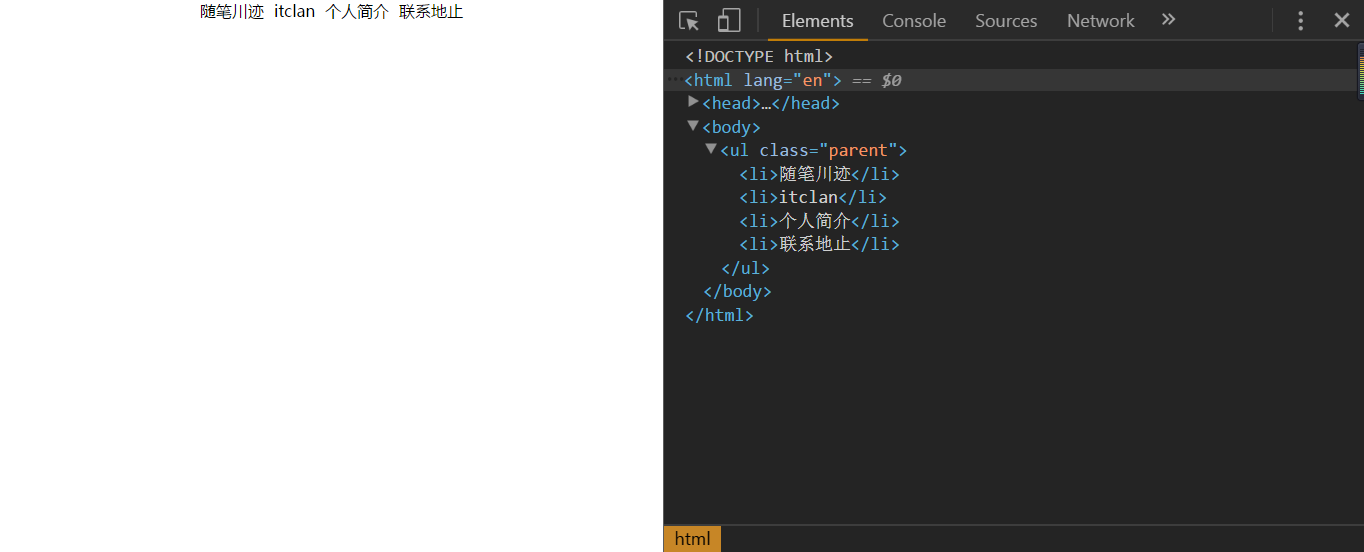 随笔川迹 itclan 个人简介 联系地止
Elements Console Sources Network »
<!DOCTYPE html>
…<html lang="en"> == $0
<head>…</head>
<body>
<ul class="parent">
<li>随笔川迹</li>
<li>itclan</li>
<li>个人简介</li>
<li>联系地止</li>
</ul>
</body>
</html>
html